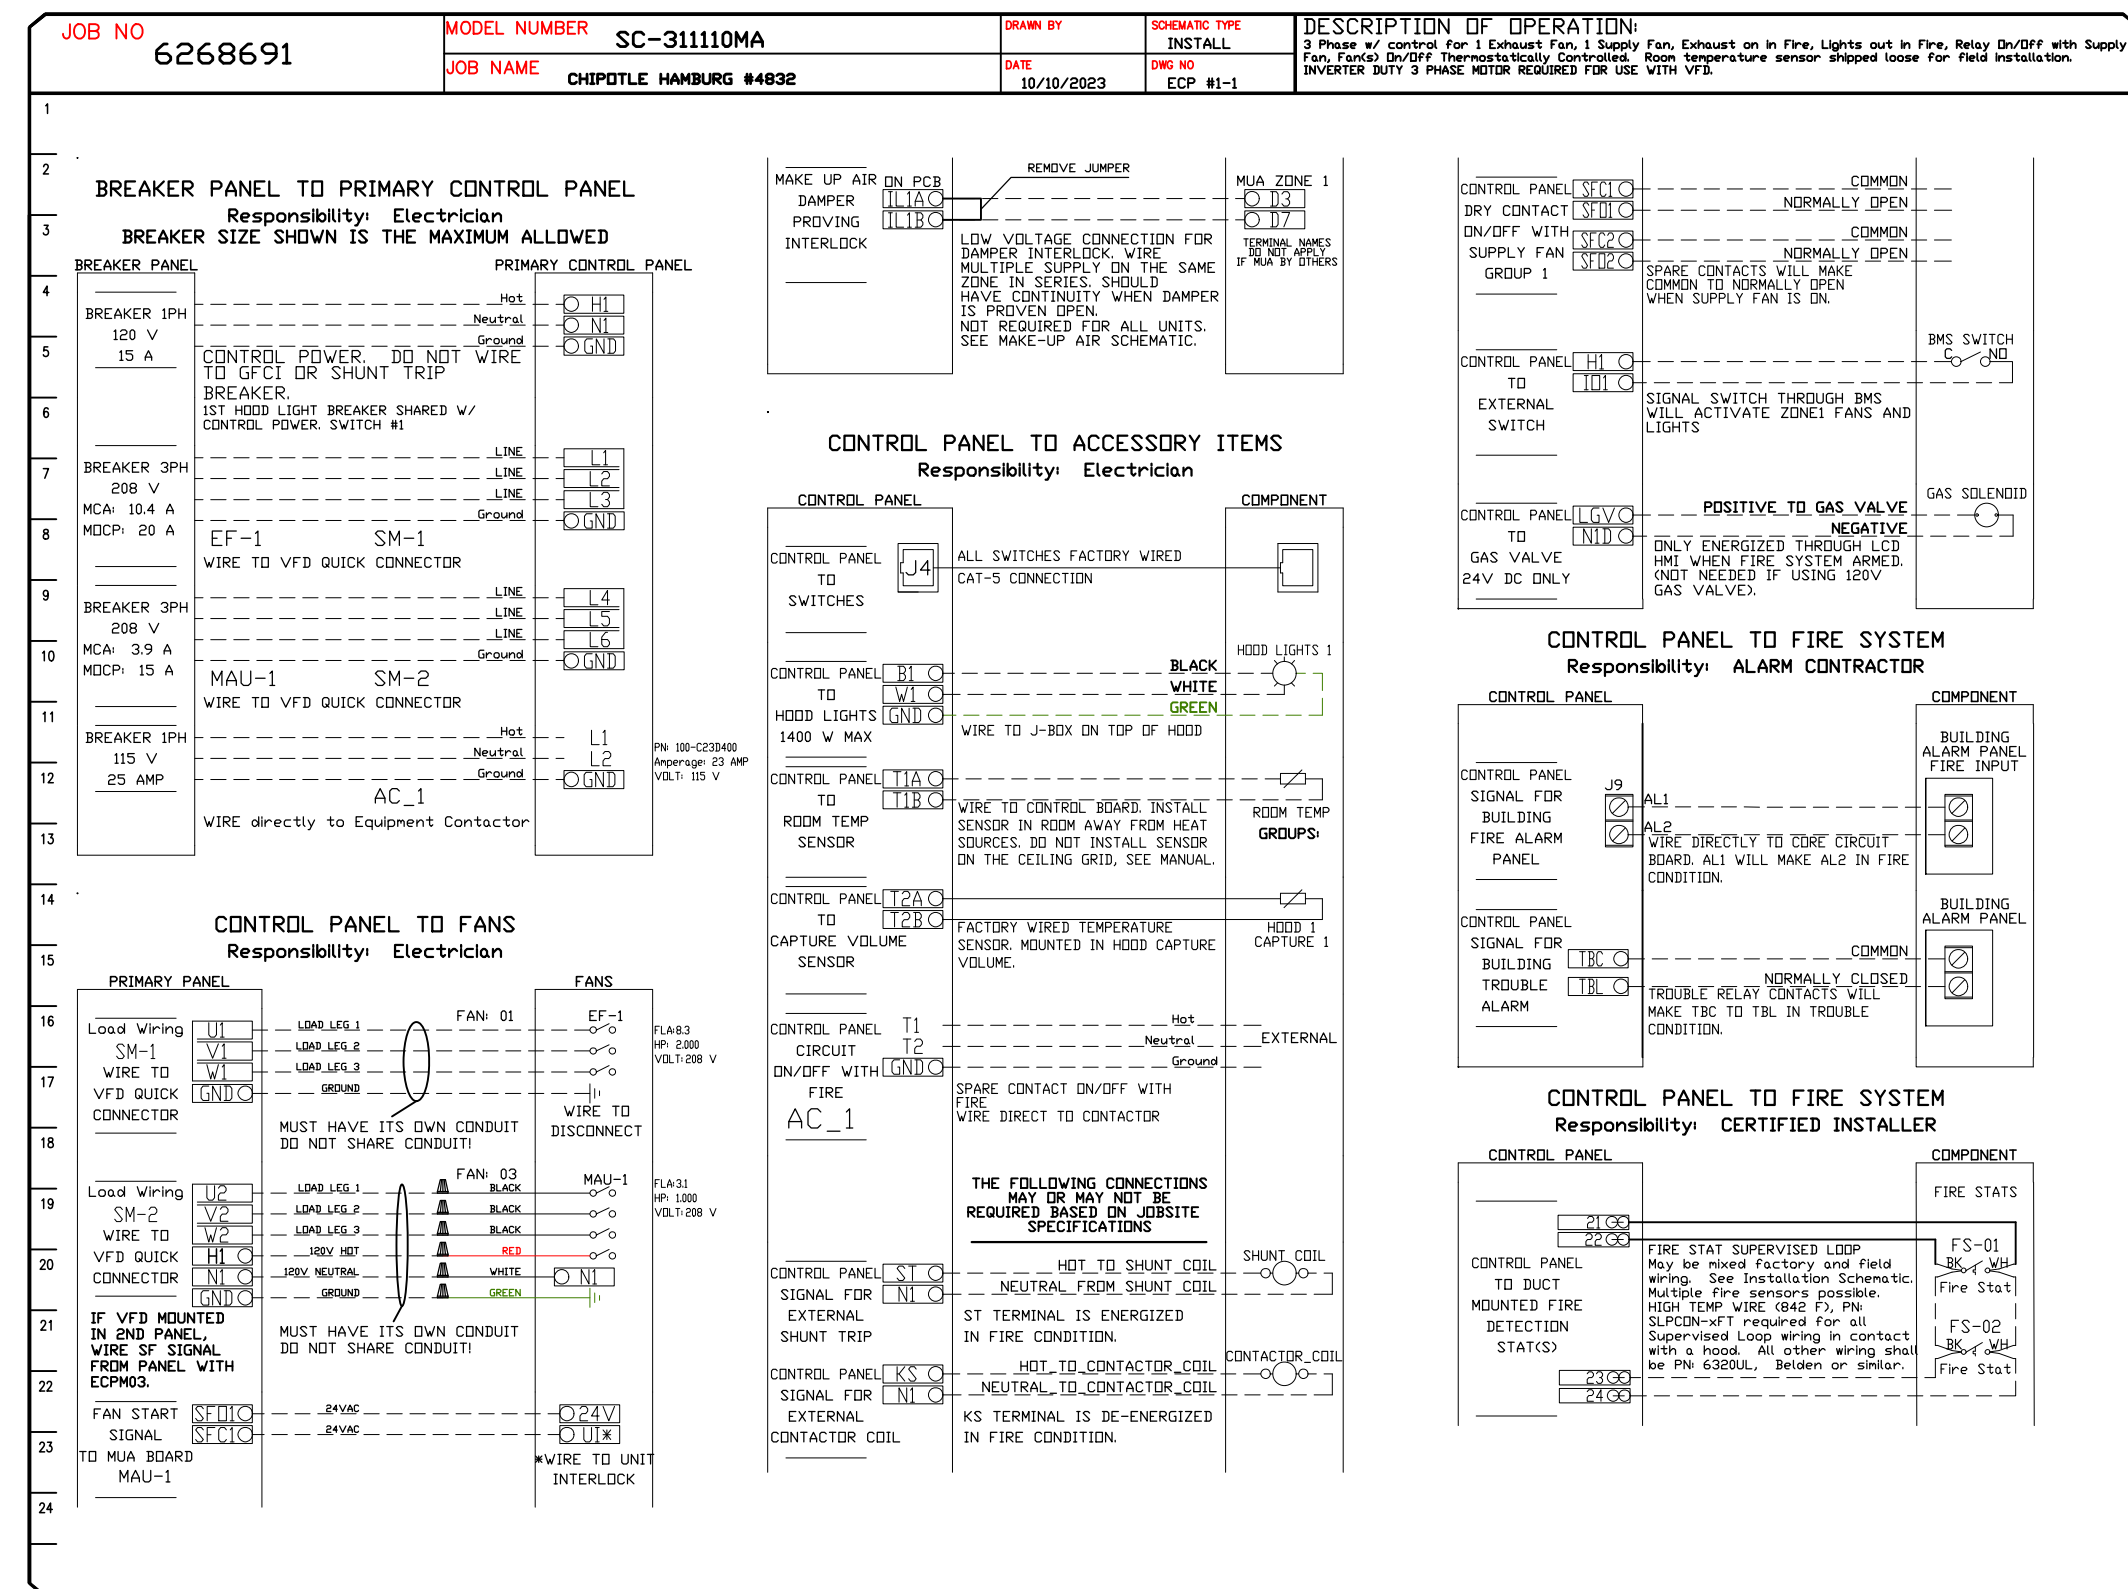 JOB NO
6268691
MODEL NUMBER
SC-311110MA
JOB NAME
CHIPOTLE HAMBURG #4832
DRAWN BY
DATE
10/10/2023
SCHEMATIC TYPE
INSTALL
DWG NO
ECP #1-1
DESCRIPTION OF OPERATION:
3 Phase w/ control for 1 Exhaust Fan, 1 Supply Fan, Exhaust on in Fire, Lights out in Fire, Relay On/Off with Supply
Fan, Fan(s) On/Off Thermostatically Controlled. Room temperature sensor shipped loose for field installation.
INVERTER DUTY 3 PHASE MOTOR REQUIRED FOR USE WITH VFD.
1
2
3
4
5
6
7
8
9
10
11
12
13
14
15
16
17
18
19
20
21
22
23
24
BREAKER PANEL TO PRIMARY CONTROL PANEL
Responsibility: Electrician
BREAKER SIZE SHOWN IS THE MAXIMUM ALLOWED
BREAKER PANEL
PRIMARY CONTROL PANEL
BREAKER 1PH
120 V
15 A
Hot
H1
Neutral
N1
Ground
GND
CONTROL POWER. DO NOT WIRE
TO GFCI OR SHUNT TRIP
BREAKER.
1ST HOOD LIGHT BREAKER SHARED W/
CONTROL POWER. SWITCH #1
BREAKER 3PH
208 V
MCA: 10.4 A
MOCP: 20 A
LINE
L1
LINE
L2
LINE
L3
Ground
GND
EF-1 SM-1
WIRE TO VFD QUICK CONNECTOR
BREAKER 3PH
208 V
MCA: 3.9 A
MOCP: 15 A
LINE
L4
LINE
L5
LINE
L6
Ground
GND
MAU-1 SM-2
WIRE TO VFD QUICK CONNECTOR
BREAKER 1PH
115 V
25 AMP
Hot
L1
Neutral
L2
Ground
GND
PN: 100-C23D400
Amperage: 23 AMP
VOLT: 115 V
AC_1
WIRE directly to Equipment Contactor
CONTROL PANEL TO FANS
Responsibility: Electrician
PRIMARY PANEL
FANS
Load Wiring
SM-1
WIRE TO
VFD QUICK
CONNECTOR
U1
V1
W1
GND
LOAD LEG 1
LOAD LEG 2
LOAD LEG 3
GROUND
FAN: 01
EF-1
FLA:8.3
HP: 2.000
VOLT:208 V
WIRE TO
DISCONNECT
MUST HAVE ITS OWN CONDUIT
DO NOT SHARE CONDUIT!
Load Wiring
SM-2
WIRE TO
VFD QUICK
CONNECTOR
U2
V2
W2
H1
N1
GND
LOAD LEG 1
LOAD LEG 2
LOAD LEG 3
120V HOT
120V NEUTRAL
GROUND
FAN: 03
BLACK
BLACK
BLACK
RED
WHITE
GREEN
MAU-1
N1
FLA:3.1
HP: 1.000
VOLT:208 V
IF VFD MOUNTED
IN 2ND PANEL,
WIRE SF SIGNAL
FROM PANEL WITH
ECPM03.
MUST HAVE ITS OWN CONDUIT
DO NOT SHARE CONDUIT!
FAN START
SIGNAL
TO MUA BOARD
MAU-1
SFO1
SFC1
24VAC
24VAC
24V
UI*
*WIRE TO UNIT
INTERLOCK
MAKE UP AIR
DAMPER
PROVING
INTERLOCK
ON PCB
IL1A
IL1B
REMOVE JUMPER
MUA ZONE 1
D3
D7
TERMINAL NAMES
DO NOT APPLY
IF MUA BY OTHERS
LOW VOLTAGE CONNECTION FOR
DAMPER INTERLOCK. WIRE
MULTIPLE SUPPLY ON THE SAME
ZONE IN SERIES. SHOULD
HAVE CONTINUITY WHEN DAMPER
IS PROVEN OPEN.
NOT REQUIRED FOR ALL UNITS.
SEE MAKE-UP AIR SCHEMATIC.
CONTROL PANEL TO ACCESSORY ITEMS
Responsibility: Electrician
CONTROL PANEL
COMPONENT
CONTROL PANEL
TO
SWITCHES
J4
ALL SWITCHES FACTORY WIRED
CAT-5 CONNECTION
CONTROL PANEL
TO
HOOD LIGHTS
1400 W MAX
B1
W1
GND
BLACK
WHITE
GREEN
HOOD LIGHTS 1
WIRE TO J-BOX ON TOP OF HOOD
CONTROL PANEL
TO
ROOM TEMP
SENSOR
T1A
T1B
WIRE TO CONTROL BOARD. INSTALL
SENSOR IN ROOM AWAY FROM HEAT
SOURCES. DO NOT INSTALL SENSOR
ON THE CEILING GRID, SEE MANUAL.
ROOM TEMP
GROUPS:
CONTROL PANEL
TO
CAPTURE VOLUME
SENSOR
T2A
T2B
FACTORY WIRED TEMPERATURE
SENSOR. MOUNTED IN HOOD CAPTURE
VOLUME.
HOOD 1
CAPTURE 1
CONTROL PANEL
CIRCUIT
ON/OFF WITH
FIRE
AC_1
T1
T2
GND
Hot
Neutral
Ground
EXTERNAL
SPARE CONTACT ON/OFF WITH
FIRE
WIRE DIRECT TO CONTACTOR
THE FOLLOWING CONNECTIONS
MAY OR MAY NOT BE
REQUIRED BASED ON JOBSITE
SPECIFICATIONS
CONTROL PANEL
SIGNAL FOR
EXTERNAL
SHUNT TRIP
ST
N1
HOT TO SHUNT COIL
NEUTRAL FROM SHUNT COIL
SHUNT COIL
ST TERMINAL IS ENERGIZED
IN FIRE CONDITION.
CONTROL PANEL
SIGNAL FOR
EXTERNAL
CONTACTOR COIL
KS
N1
HOT_TO_CONTACTOR_COIL
NEUTRAL_TO_CONTACTOR_COIL
CONTACTOR_COIL
KS TERMINAL IS DE-ENERGIZED
IN FIRE CONDITION.
CONTROL PANEL
DRY CONTACT
ON/OFF WITH
SUPPLY FAN
GROUP 1
SFC1
SFO1
SFC2
SFO2
COMMON
NORMALLY OPEN
COMMON
NORMALLY OPEN
SPARE CONTACTS WILL MAKE
COMMON TO NORMALLY OPEN
WHEN SUPPLY FAN IS ON.
CONTROL PANEL
TO
EXTERNAL
SWITCH
H1
IO1
BMS SWITCH
C NO
SIGNAL SWITCH THROUGH BMS
WILL ACTIVATE ZONE1 FANS AND
LIGHTS
CONTROL PANEL
TO
GAS VALVE
24V DC ONLY
LGV
N1D
POSITIVE TO GAS VALVE
NEGATIVE
GAS SOLENOID
ONLY ENERGIZED THROUGH LCD
HMI WHEN FIRE SYSTEM ARMED.
(NOT NEEDED IF USING 120V
GAS VALVE).
CONTROL PANEL TO FIRE SYSTEM
Responsibility: ALARM CONTRACTOR
CONTROL PANEL
COMPONENT
CONTROL PANEL
SIGNAL FOR
BUILDING
FIRE ALARM
PANEL
J9
AL1
AL2
BUILDING
ALARM PANEL
FIRE INPUT
WIRE DIRECTLY TO CORE CIRCUIT
BOARD. AL1 WILL MAKE AL2 IN FIRE
CONDITION.
CONTROL PANEL
SIGNAL FOR
BUILDING
TROUBLE
ALARM
TBC
TBL
COMMON
NORMALLY CLOSED
BUILDING
ALARM PANEL
TROUBLE RELAY CONTACTS WILL
MAKE TBC TO TBL IN TROUBLE
CONDITION.
CONTROL PANEL TO FIRE SYSTEM
Responsibility: CERTIFIED INSTALLER
CONTROL PANEL
COMPONENT
FIRE STATS
CONTROL PANEL
TO DUCT
MOUNTED FIRE
DETECTION
STAT(S)
21
22
23
24
FIRE STAT SUPERVISED LOOP
May be mixed factory and field
wiring. See Installation Schematic.
Multiple fire sensors possible.
HIGH TEMP WIRE (842 F), PN:
SLPCON-xFT required for all
Supervised Loop wiring in contact
with a hood. All other wiring shall
be PN: 6320UL, Belden or similar.
FS-01
BK WH
Fire Stat
FS-02
BK WH
Fire Stat